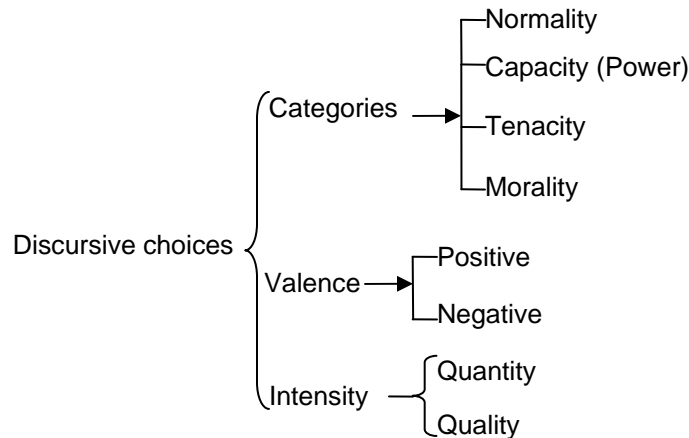 Discursive choices
Categories
Normality
Capacity (Power)
Tenacity
Morality
Valence
Positive
Negative
Intensity
Quantity
Quality